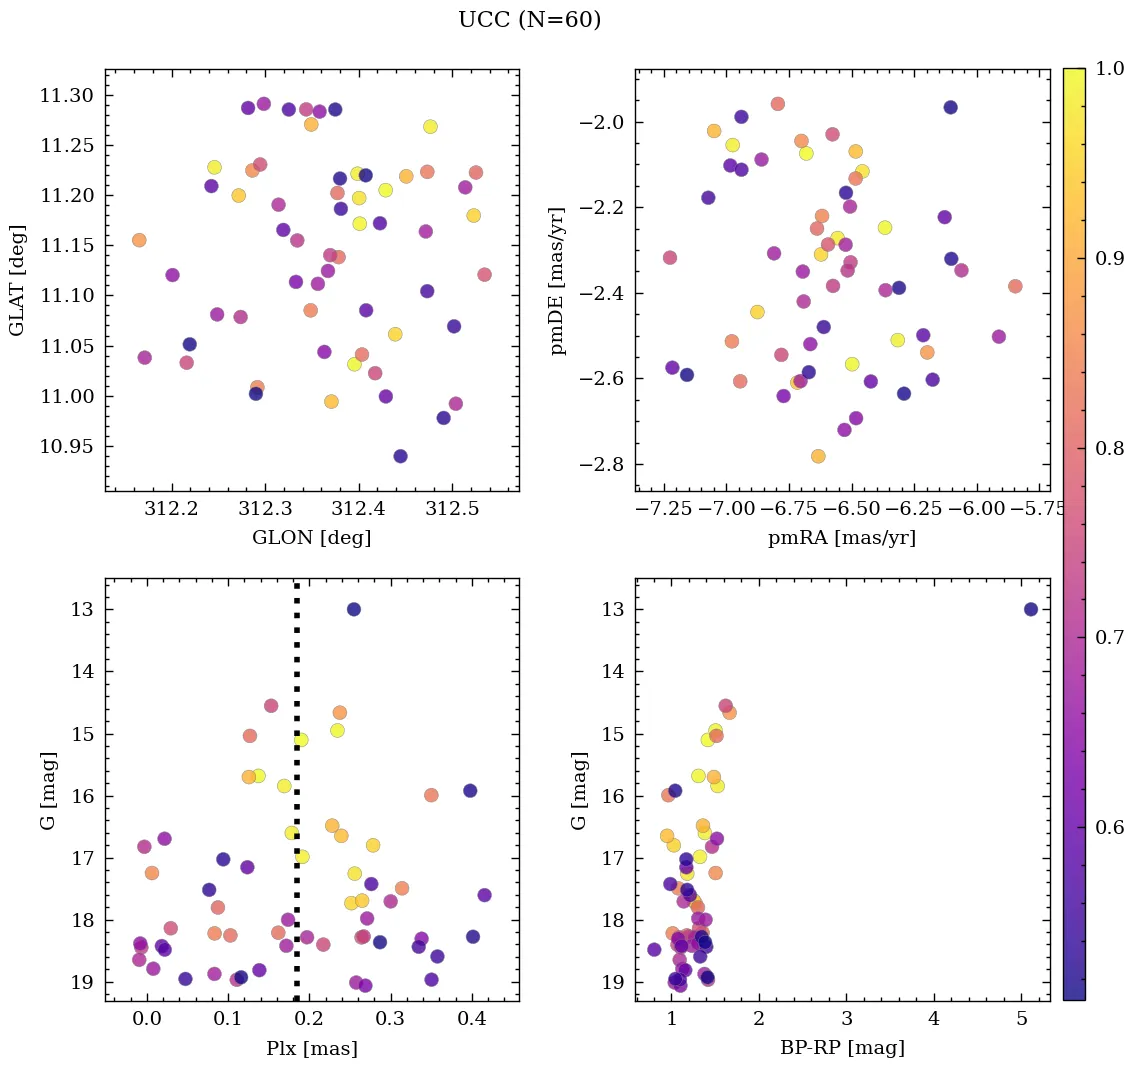 UCC (N=60)
11.30
11.25
11.20
11.15
11.10
11.05
11.00
10.95
GLAT [deg]
312.2 312.3 312.4 312.5
GLON [deg]
−2.0
−2.2
−2.4
−2.6
−2.8
pmDE [mas/yr]
−7.25 −7.00 −6.75 −6.50 −6.25 −6.00 −5.75
pmRA [mas/yr]
1.0
0.9
0.8
0.7
0.6
13
14
15
16
17
18
19
G [mag]
0.0 0.1 0.2 0.3 0.4
Plx [mas]
13
14
15
16
17
18
19
G [mag]
1 2 3 4 5
BP-RP [mag]